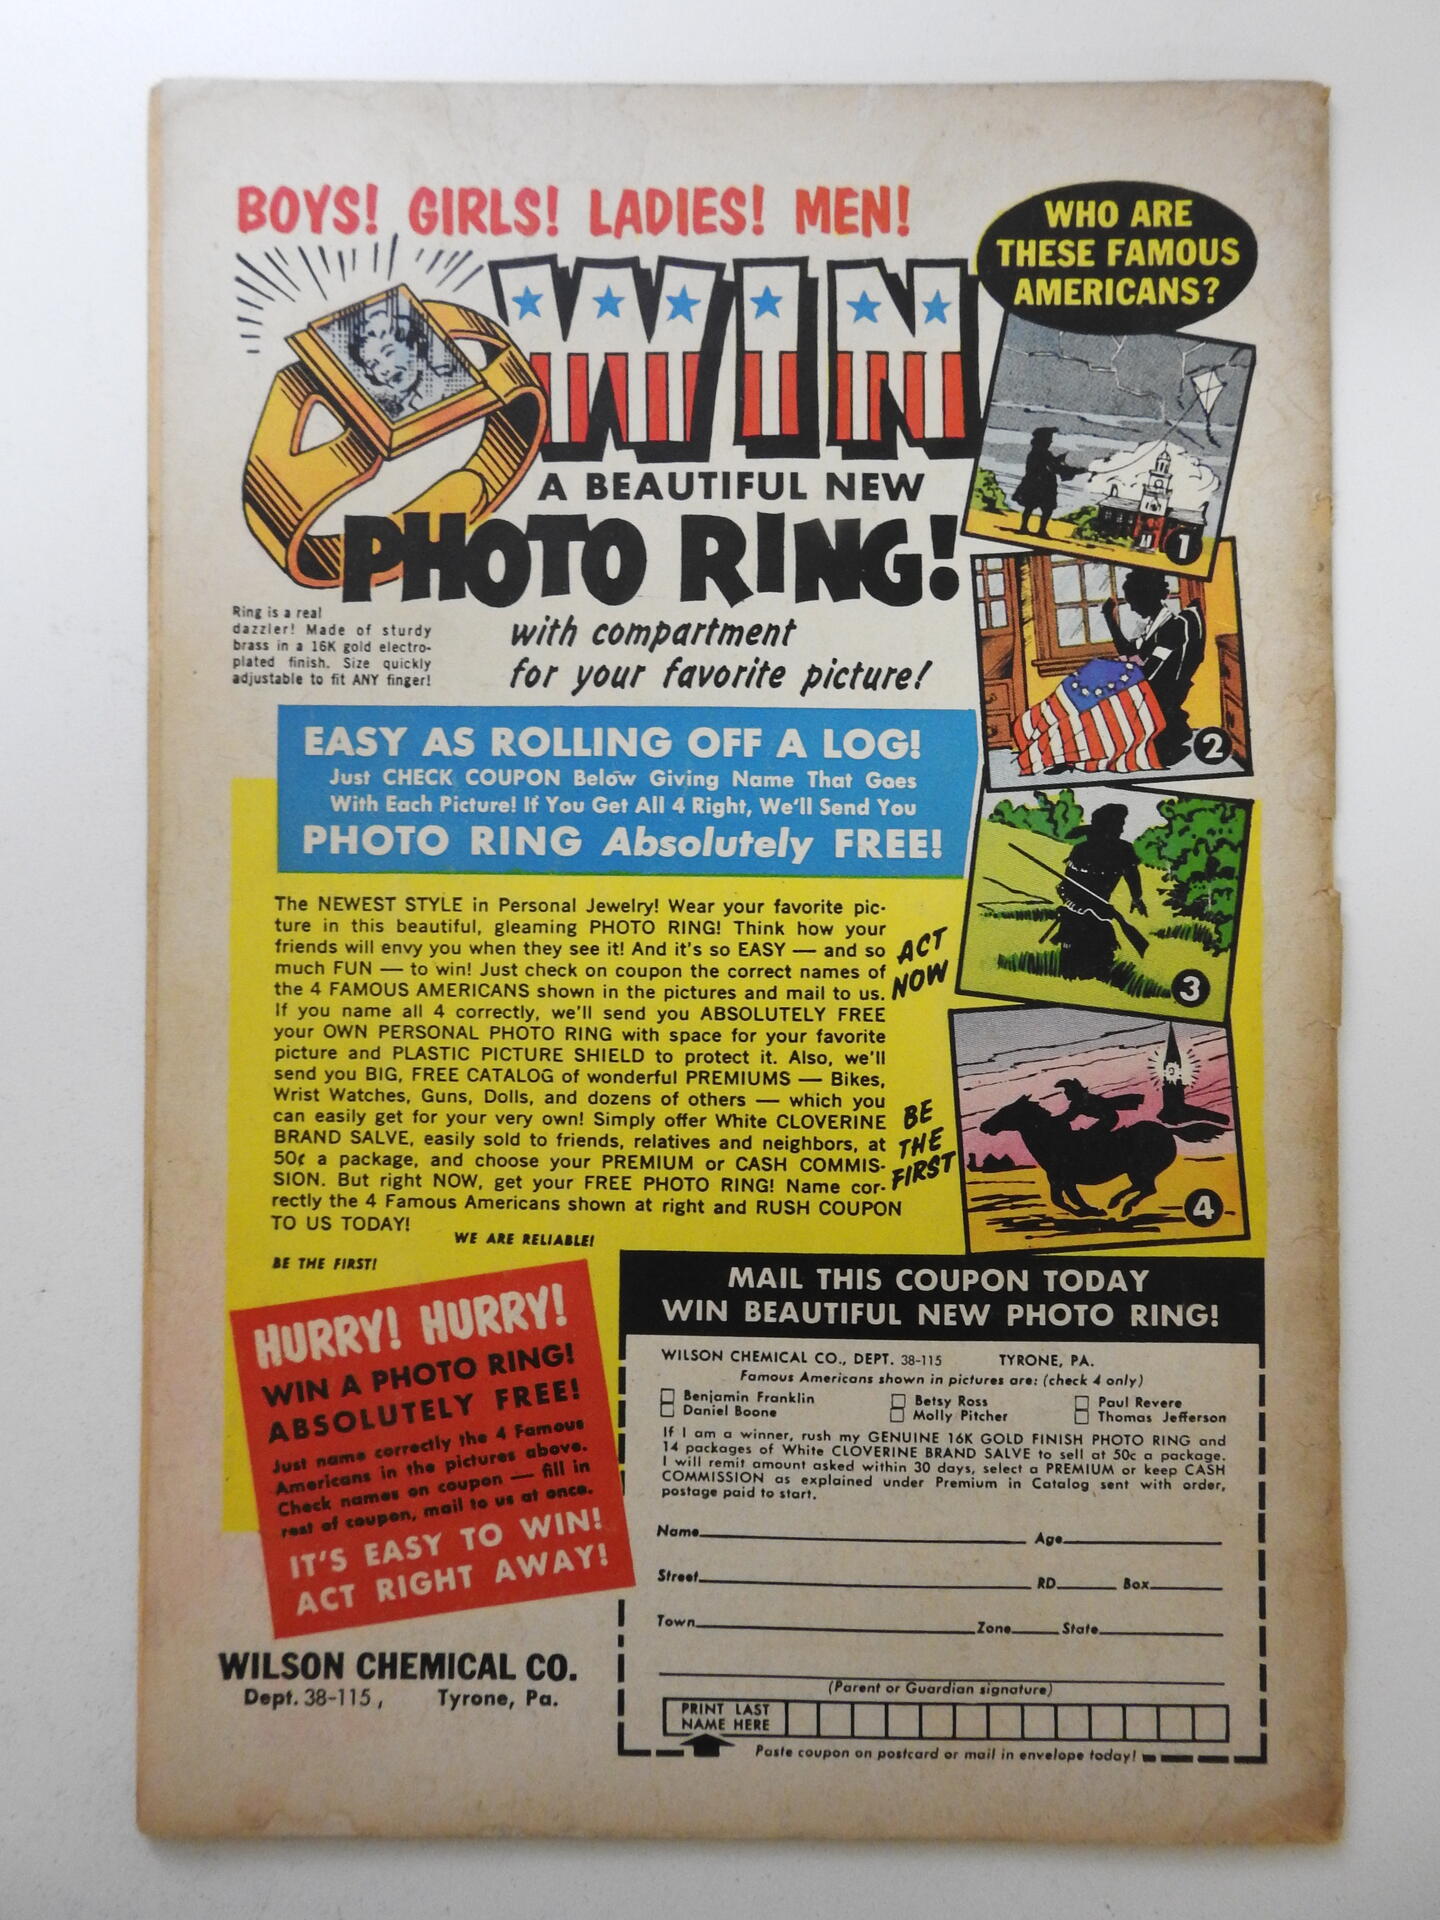 BOYS! GIRLS! LADIES! MEN!
WIN
A BEAUTIFUL NEW
PHOTO RING!
with compartment
for your favorite picture!
Ring is a real
dazzler! Made of sturdy
brass in a 16K gold electro-
plated finish. Size quickly
adjustable to fit ANY finger!
WHO ARE
THESE FAMOUS
AMERICANS?
1
2
3
4
EASY AS ROLLING OFF A LOG!
Just CHECK COUPON Below Giving Name That Goes
With Each Picture! If You Get All 4 Right, We'll Send You
PHOTO RING Absolutely FREE!
The NEWEST STYLE in Personal Jewelry! Wear your favorite pic-
ture in this beautiful, gleaming PHOTO RING! Think how your
friends will envy you when they see it! And it's so EASY — and so
much FUN — to win! Just check on coupon the correct names of
the 4 FAMOUS AMERICANS shown in the pictures and mail to us.
If you name all 4 correctly, we'll send you ABSOLUTELY FREE
your OWN PERSONAL PHOTO RING with space for your favorite
picture and PLASTIC PICTURE SHIELD to protect it. Also, we'll
send you BIG, FREE CATALOG of wonderful PREMIUMS — Bikes,
Wrist Watches, Guns, Dolls, and dozens of others — which you
can easily get for your very own! Simply offer White CLOVERINE
BRAND SALVE, easily sold to friends, relatives and neighbors, at
50¢ a package, and choose your PREMIUM or CASH COMMIS-
SION. But right NOW, get your FREE PHOTO RING! Name cor-
rectly the 4 Famous Americans shown at right and RUSH COUPON
TO US TODAY!
WE ARE RELIABLE!
BE THE FIRST!
ACT
NOW
BE
THE
FIRST
HURRY! HURRY!
WIN A PHOTO RING!
ABSOLUTELY FREE!
Just name correctly the 4 Famous
Americans in the pictures above.
Check names on coupon — fill in
rest of coupon, mail to us at once.
IT'S EASY TO WIN!
ACT RIGHT AWAY!
WILSON CHEMICAL CO.
Dept. 38-115, Tyrone, Pa.
MAIL THIS COUPON TODAY
WIN BEAUTIFUL NEW PHOTO RING!
WILSON CHEMICAL CO., DEPT. 38-115 TYRONE, PA.
Famous Americans shown in pictures are: (check 4 only)
Benjamin Franklin Betsy Ross Paul Revere
Daniel Boone Molly Pitcher Thomas Jefferson
If I am a winner, rush my GENUINE 16K GOLD FINISH PHOTO RING and
14 packages of White CLOVERINE BRAND SALVE to sell at 50c a package.
I will remit amount asked within 30 days, select a PREMIUM or keep CASH
COMMISSION as explained under Premium in Catalog sent with order,
postage paid to start.
Name Age
Street RD Box
Town Zone State
(Parent or Guardian signature)
PRINT LAST
NAME HERE
Paste coupon on postcard or mail in envelope today!